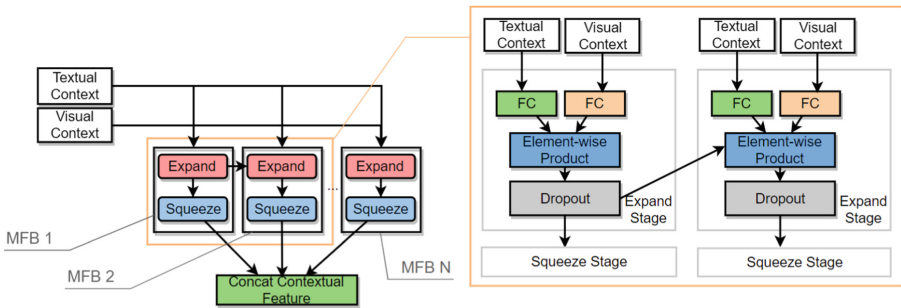 Textual
Context
Visual
Context
Expand
Expand
...
Expand
Squeeze
Squeeze
Squeeze
MFB 1
MFB 2
MFB N
Concat Contextual
Feature
Textual
Context
Visual
Context
FC
FC
Element-wise
Product
Dropout
Expand
Stage
Squeeze Stage
Textual
Context
Visual
Context
FC
FC
Element-wise
Product
Dropout
Expand
Stage
Squeeze Stage